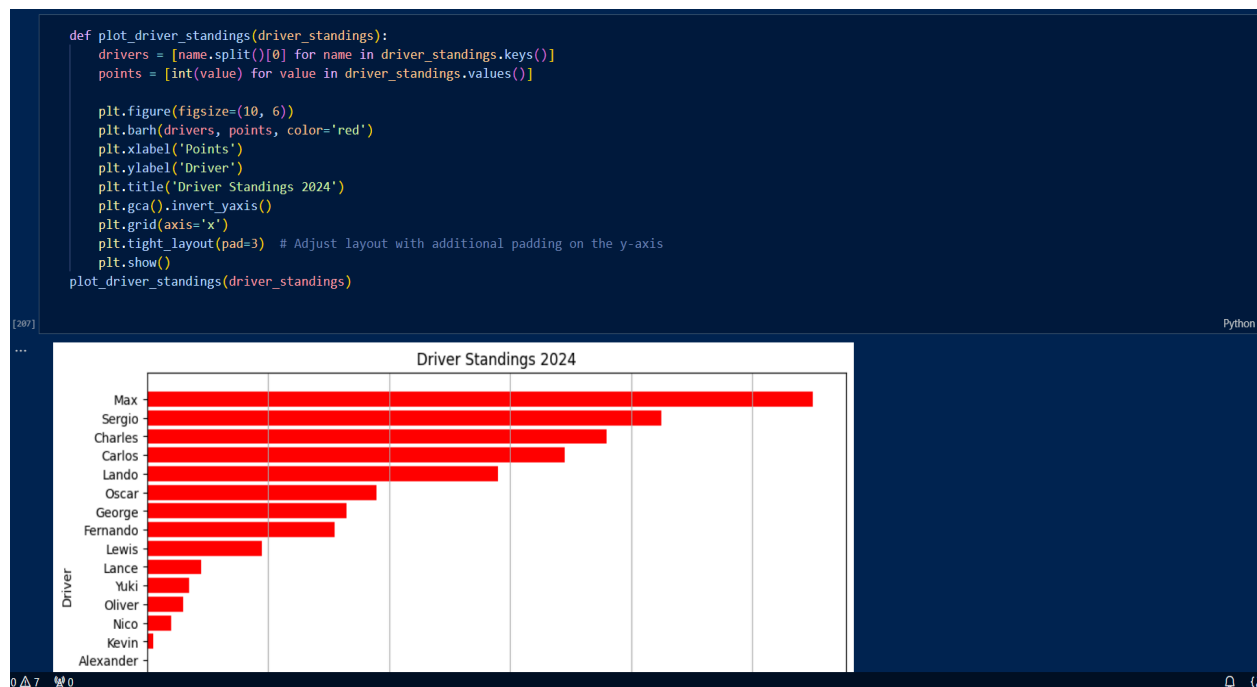 def plot_driver_standings(driver_standings):
    drivers = [name.split()[0] for name in driver_standings.keys()]
    points = [int(value) for value in driver_standings.values()]
    plt.figure(figsize=(10, 6))
    plt.barh(drivers, points, color='red')
    plt.xlabel('Points')
    plt.ylabel('Driver')
    plt.title('Driver Standings 2024')
    plt.gca().invert_yaxis()
    plt.grid(axis='x')
    plt.tight_layout(pad=3)  # Adjust layout with additional padding on the y-axis
    plt.show()
plot_driver_standings(driver_standings)
[207]
Python
...
Driver Standings 2024
Max
Sergio
Charles
Carlos
Lando
Oscar
George
Fernando
Lewis
Lance
Yuki
Oliver
Nico
Kevin
Alexander
Driver
0 7 0